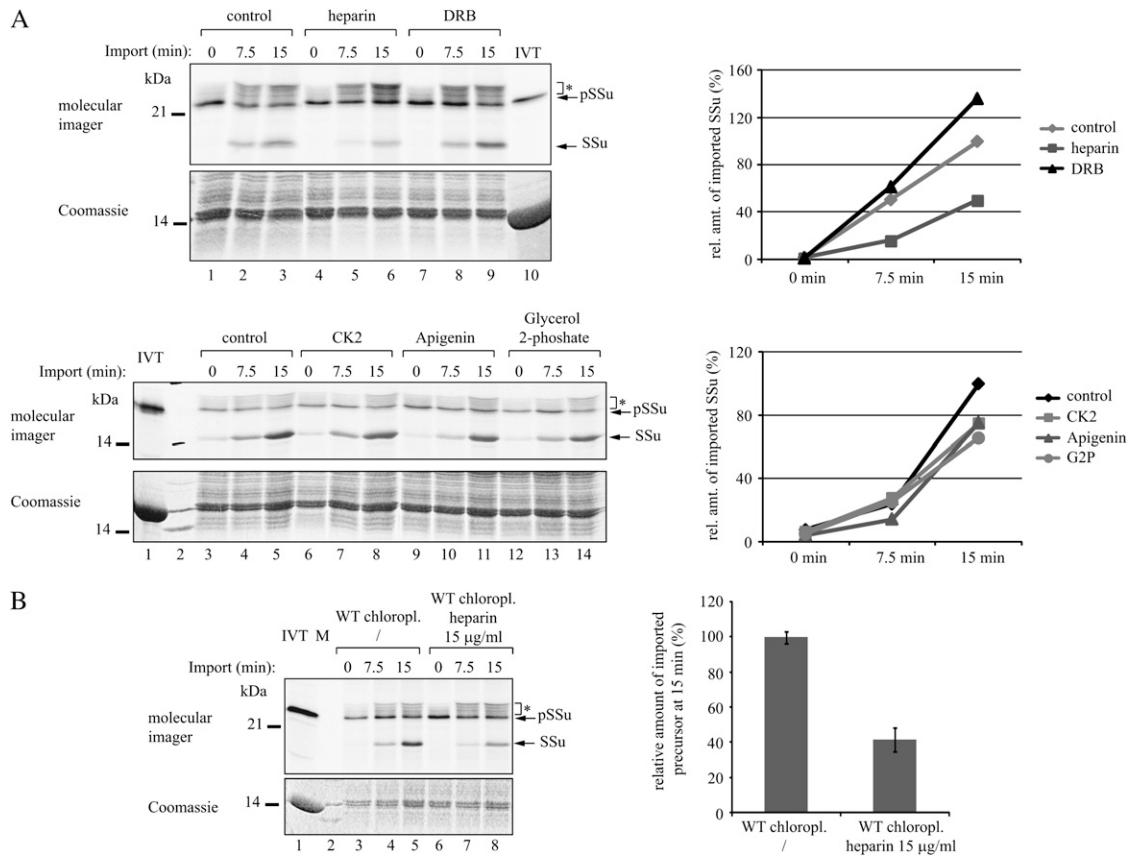 A
control heparin DRB
Import (min): 0 7.5 15 0 7.5 15 0 7.5 15 IVT
kDa
molecular imager
21
*
pSSu
SSu
Coomassie
14
1 2 3 4 5 6 7 8 9 10
rel. amt. of imported SSu (%)
160
120
80
40
0
0 min 7.5 min 15 min
control
heparin
DRB
control CK2 Apigenin Glycerol 2-phoshate
IVT
Import (min): 0 7.5 15 0 7.5 15 0 7.5 15 0 7.5 15
kDa
molecular imager
14
*
pSSu
SSu
Coomassie
14
1 2 3 4 5 6 7 8 9 10 11 12 13 14
rel. amt. of imported SSu (%)
120
80
40
0
0 min 7.5 min 15 min
control
CK2
Apigenin
G2P
B
WT chloropl. /
WT chloropl. heparin 15 µg/ml
IVT M
Import (min): 0 7.5 15 0 7.5 15
kDa
molecular imager
21
*
pSSu
SSu
Coomassie
14
1 2 3 4 5 6 7 8
relative amount of imported precursor at 15 min (%)
120
100
80
60
40
20
0
WT chloropl. /
WT chloropl. heparin 15 µg/ml